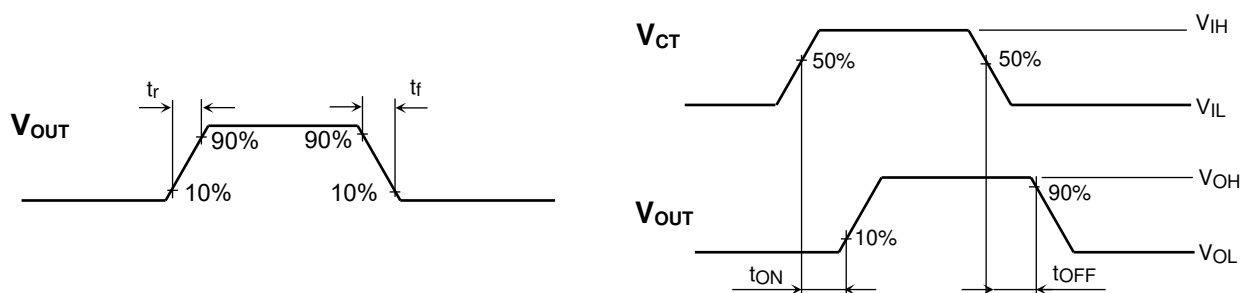 tr
tf
VOUT
90%
90%
10%
10%
VCT
VIH
50%
50%
VIL
VOH
VOUT
90%
10%
VOL
tON
tOFF